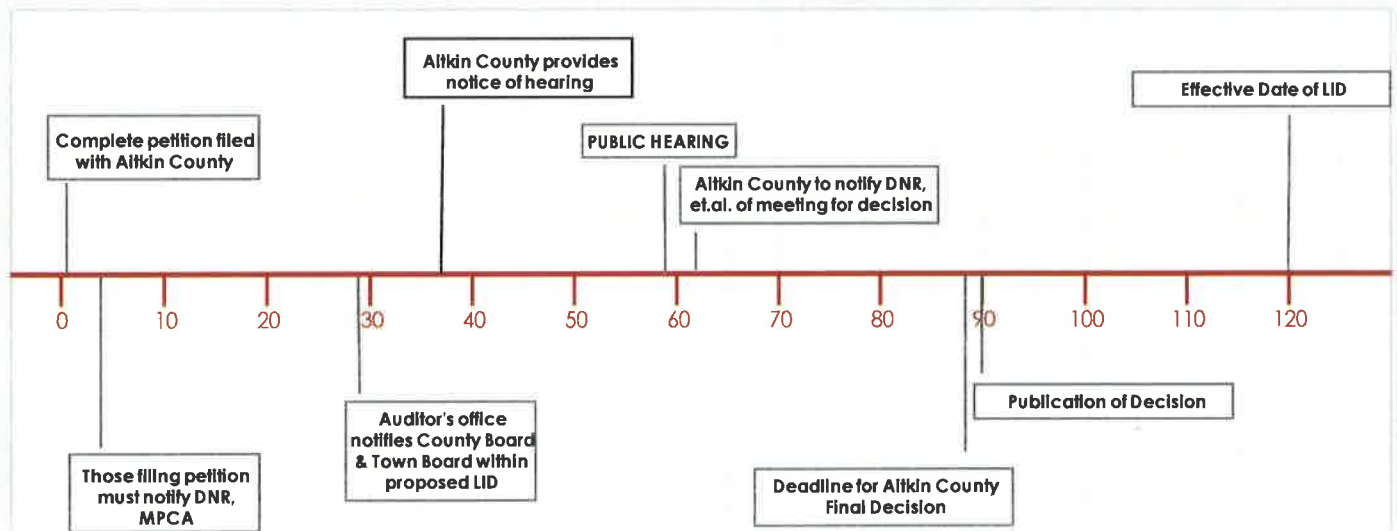 Aitkin County provides
notice of hearing
Effective Date of LID
Complete petition filed
with Aitkin County
PUBLIC HEARING
Aitkin County to notify DNR,
et.al. of meeting for decision
0 10 20 30 40 50 60 70 80 90 100 110 120
Auditor's office
notifies County Board
& Town Board within
proposed LID
Publication of Decision
Those filing petition
must notify DNR,
MPCA
Deadline for Aitkin County
Final Decision